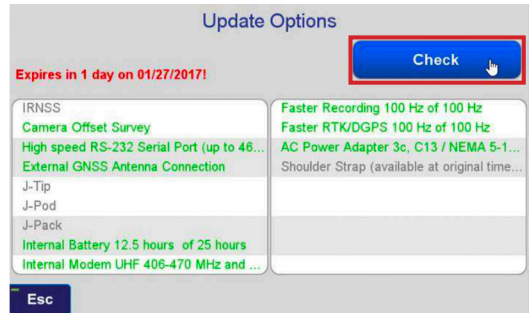 Update Options
Check
Expires in 1 day on 01/27/2017!
IRNSS
Camera Offset Survey
High speed RS-232 Serial Port (up to 46...
External GNSS Antenna Connection
J-Tip
J-Pod
J-Pack
Internal Battery 12.5 hours of 25 hours
Internal Modem UHF 406-470 MHz and ...
Faster Recording 100 Hz of 100 Hz
Faster RTK/DGPS 100 Hz of 100 Hz
AC Power Adapter 3c, C13 / NEMA 5-1...
Shoulder Strap (available at original time...
Esc